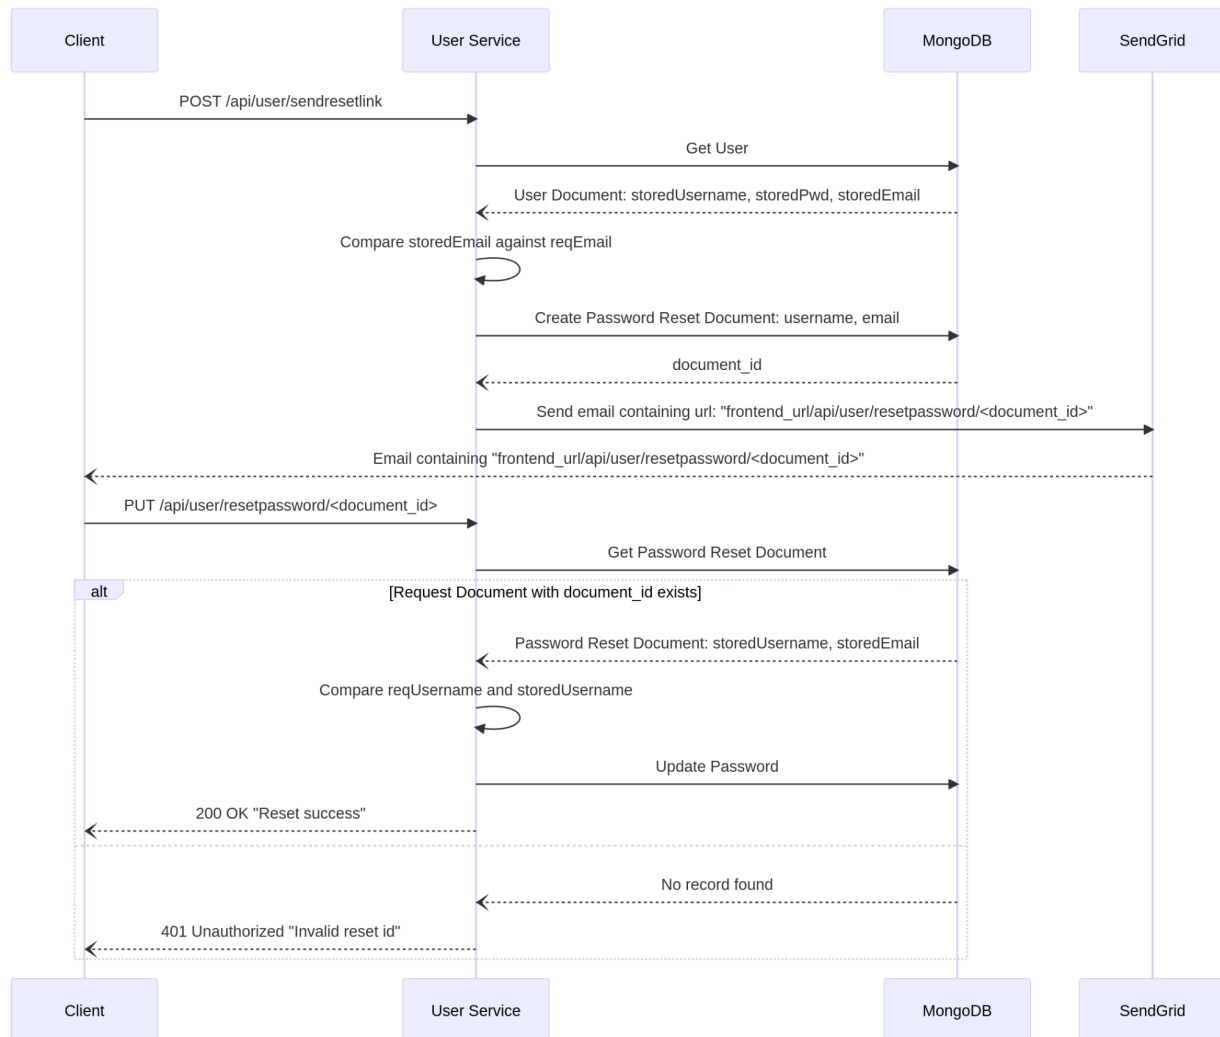 Client
User Service
MongoDB
SendGrid
POST /api/user/sendresetlink
Get User
User Document: storedUsername, storedPwd, storedEmail
Compare storedEmail against reqEmail
Create Password Reset Document: username, email
document_id
Send email containing url: "frontend_url/api/user/resetpassword/<document_id>"
Email containing "frontend_url/api/user/resetpassword/<document_id>"
PUT /api/user/resetpassword/<document_id>
Get Password Reset Document
alt
[Request Document with document_id exists]
Password Reset Document: storedUsername, storedEmail
Compare reqUsername and storedUsername
Update Password
200 OK "Reset success"
No record found
401 Unauthorized "Invalid reset id"
Client
User Service
MongoDB
SendGrid